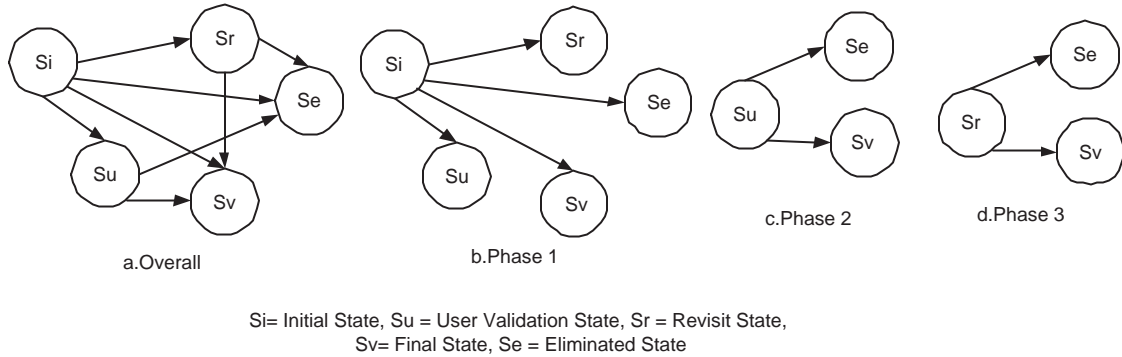 Si
Sr
Se
Su
Sv
a.Overall
Si
Sr
Se
Su
Sv
b.Phase 1
Se
Su
Sv
c.Phase 2
Se
Sr
Sv
d.Phase 3
Si= Initial State, Su = User Validation State, Sr = Revisit State,
Sv= Final State, Se = Eliminated State